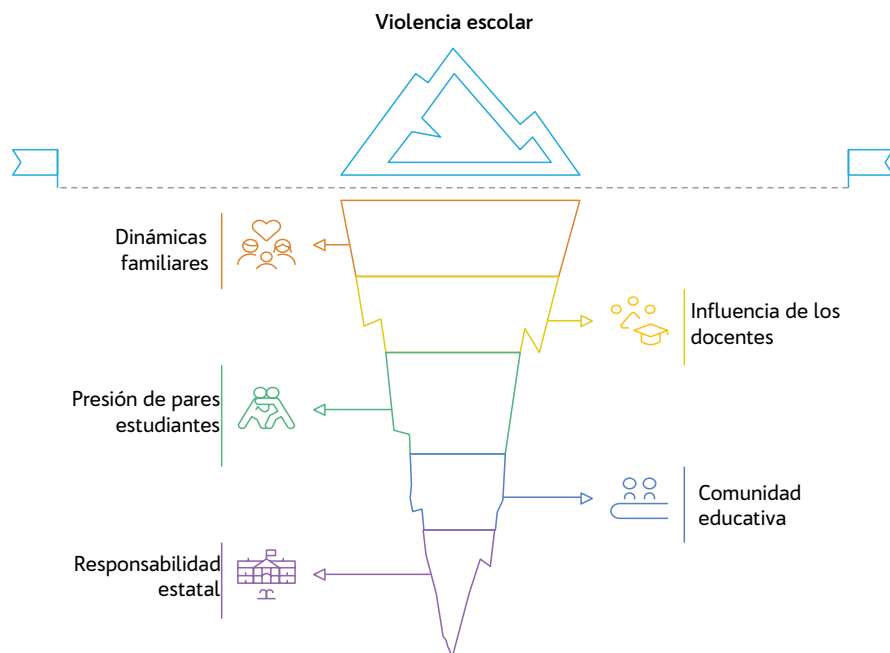 Violencia escolar
Dinámicas
familiares
Influencia de los
docentes
Presión de pares
estudiantes
Comunidad
educativa
Responsabilidad
estatal